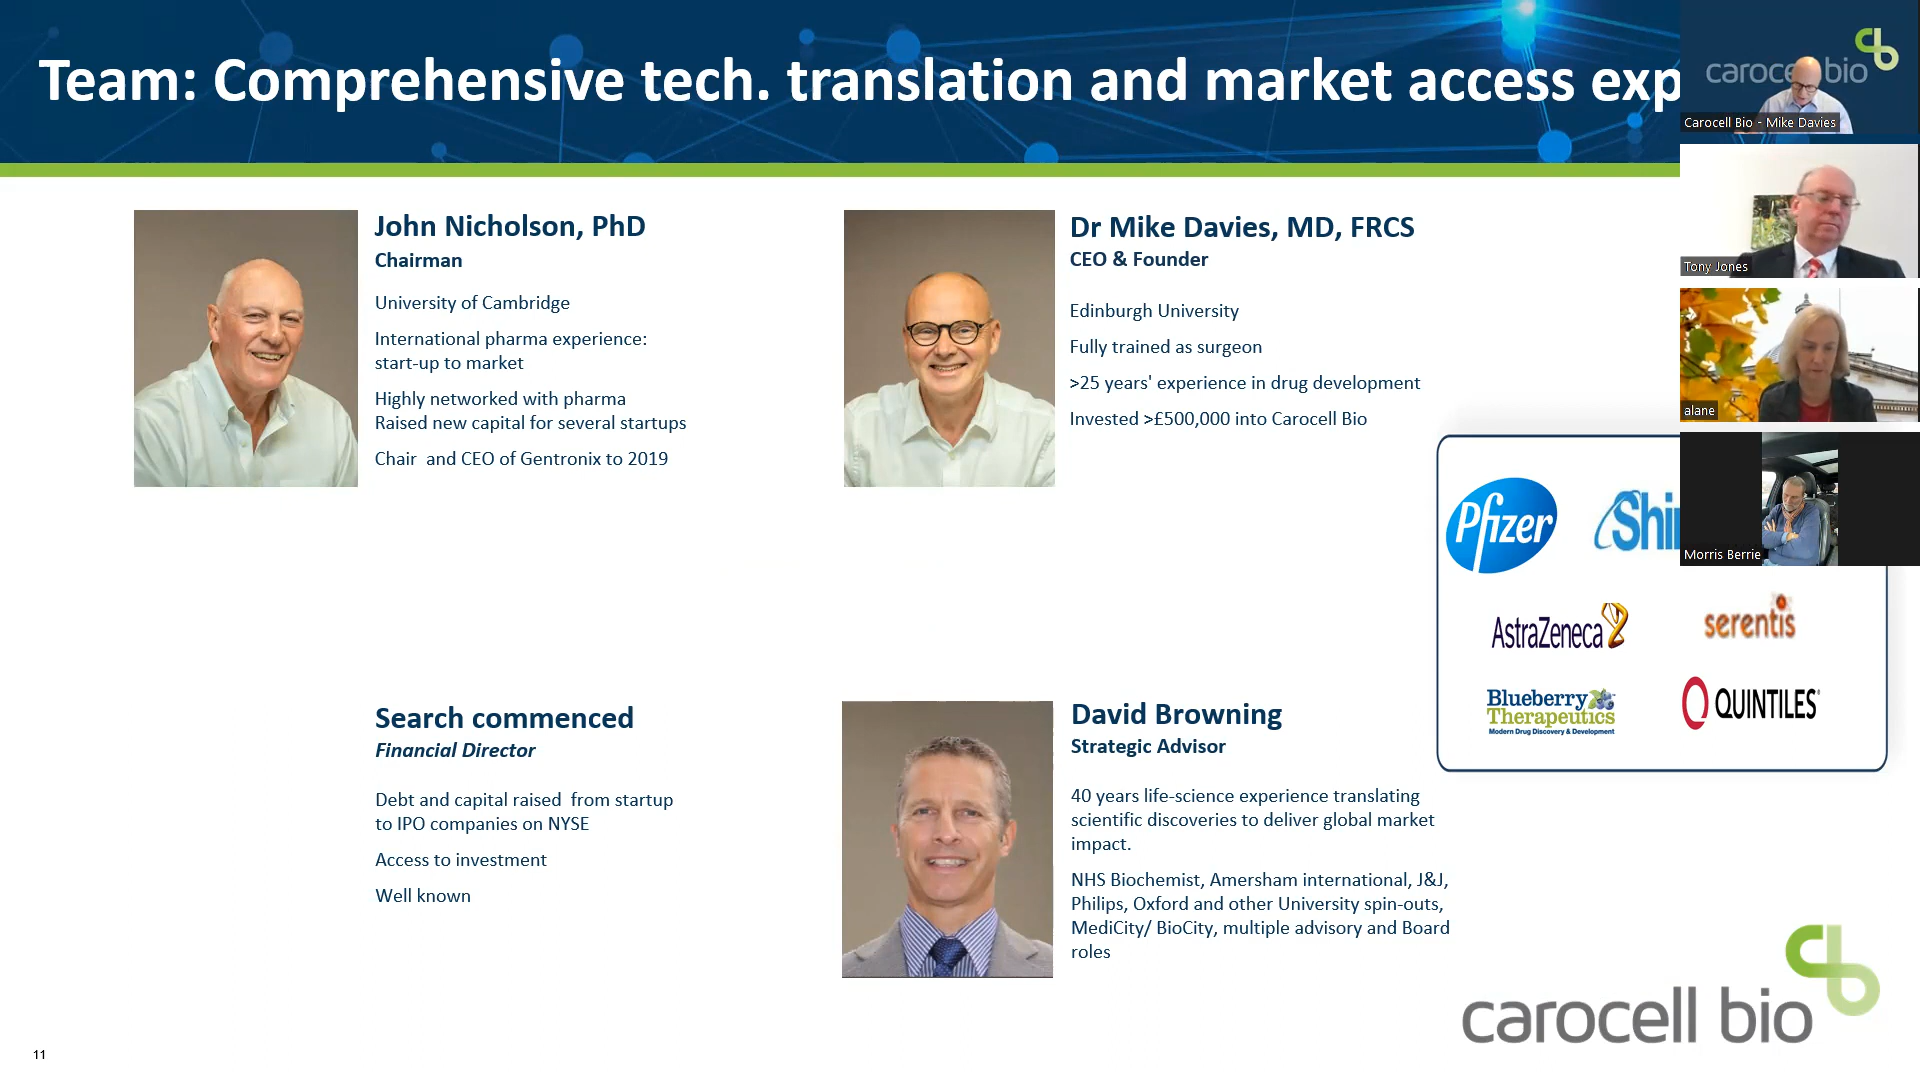 Team: Comprehensive tech. translation and market access exp
carocell bio
Carocell Bio - Mike Davies
Tony Jones
alane
Morris Berrie
John Nicholson, PhD
Chairman
University of Cambridge
International pharma experience:
start-up to market
Highly networked with pharma
Raised new capital for several startups
Chair and CEO of Gentronix to 2019
Dr Mike Davies, MD, FRCS
CEO & Founder
Edinburgh University
Fully trained as surgeon
>25 years' experience in drug development
Invested >£500,000 into Carocell Bio
Pfizer
Shi
AstraZeneca
serentis
Blueberry
Therapeutics
Modern Drug Discovery & Development
QUINTILES
Search commenced
Financial Director
Debt and capital raised from startup
to IPO companies on NYSE
Access to investment
Well known
David Browning
Strategic Advisor
40 years life-science experience translating
scientific discoveries to deliver global market
impact.
NHS Biochemist, Amersham international, J&J,
Philips, Oxford and other University spin-outs,
MediCity/ BioCity, multiple advisory and Board
roles
carocell bio
11